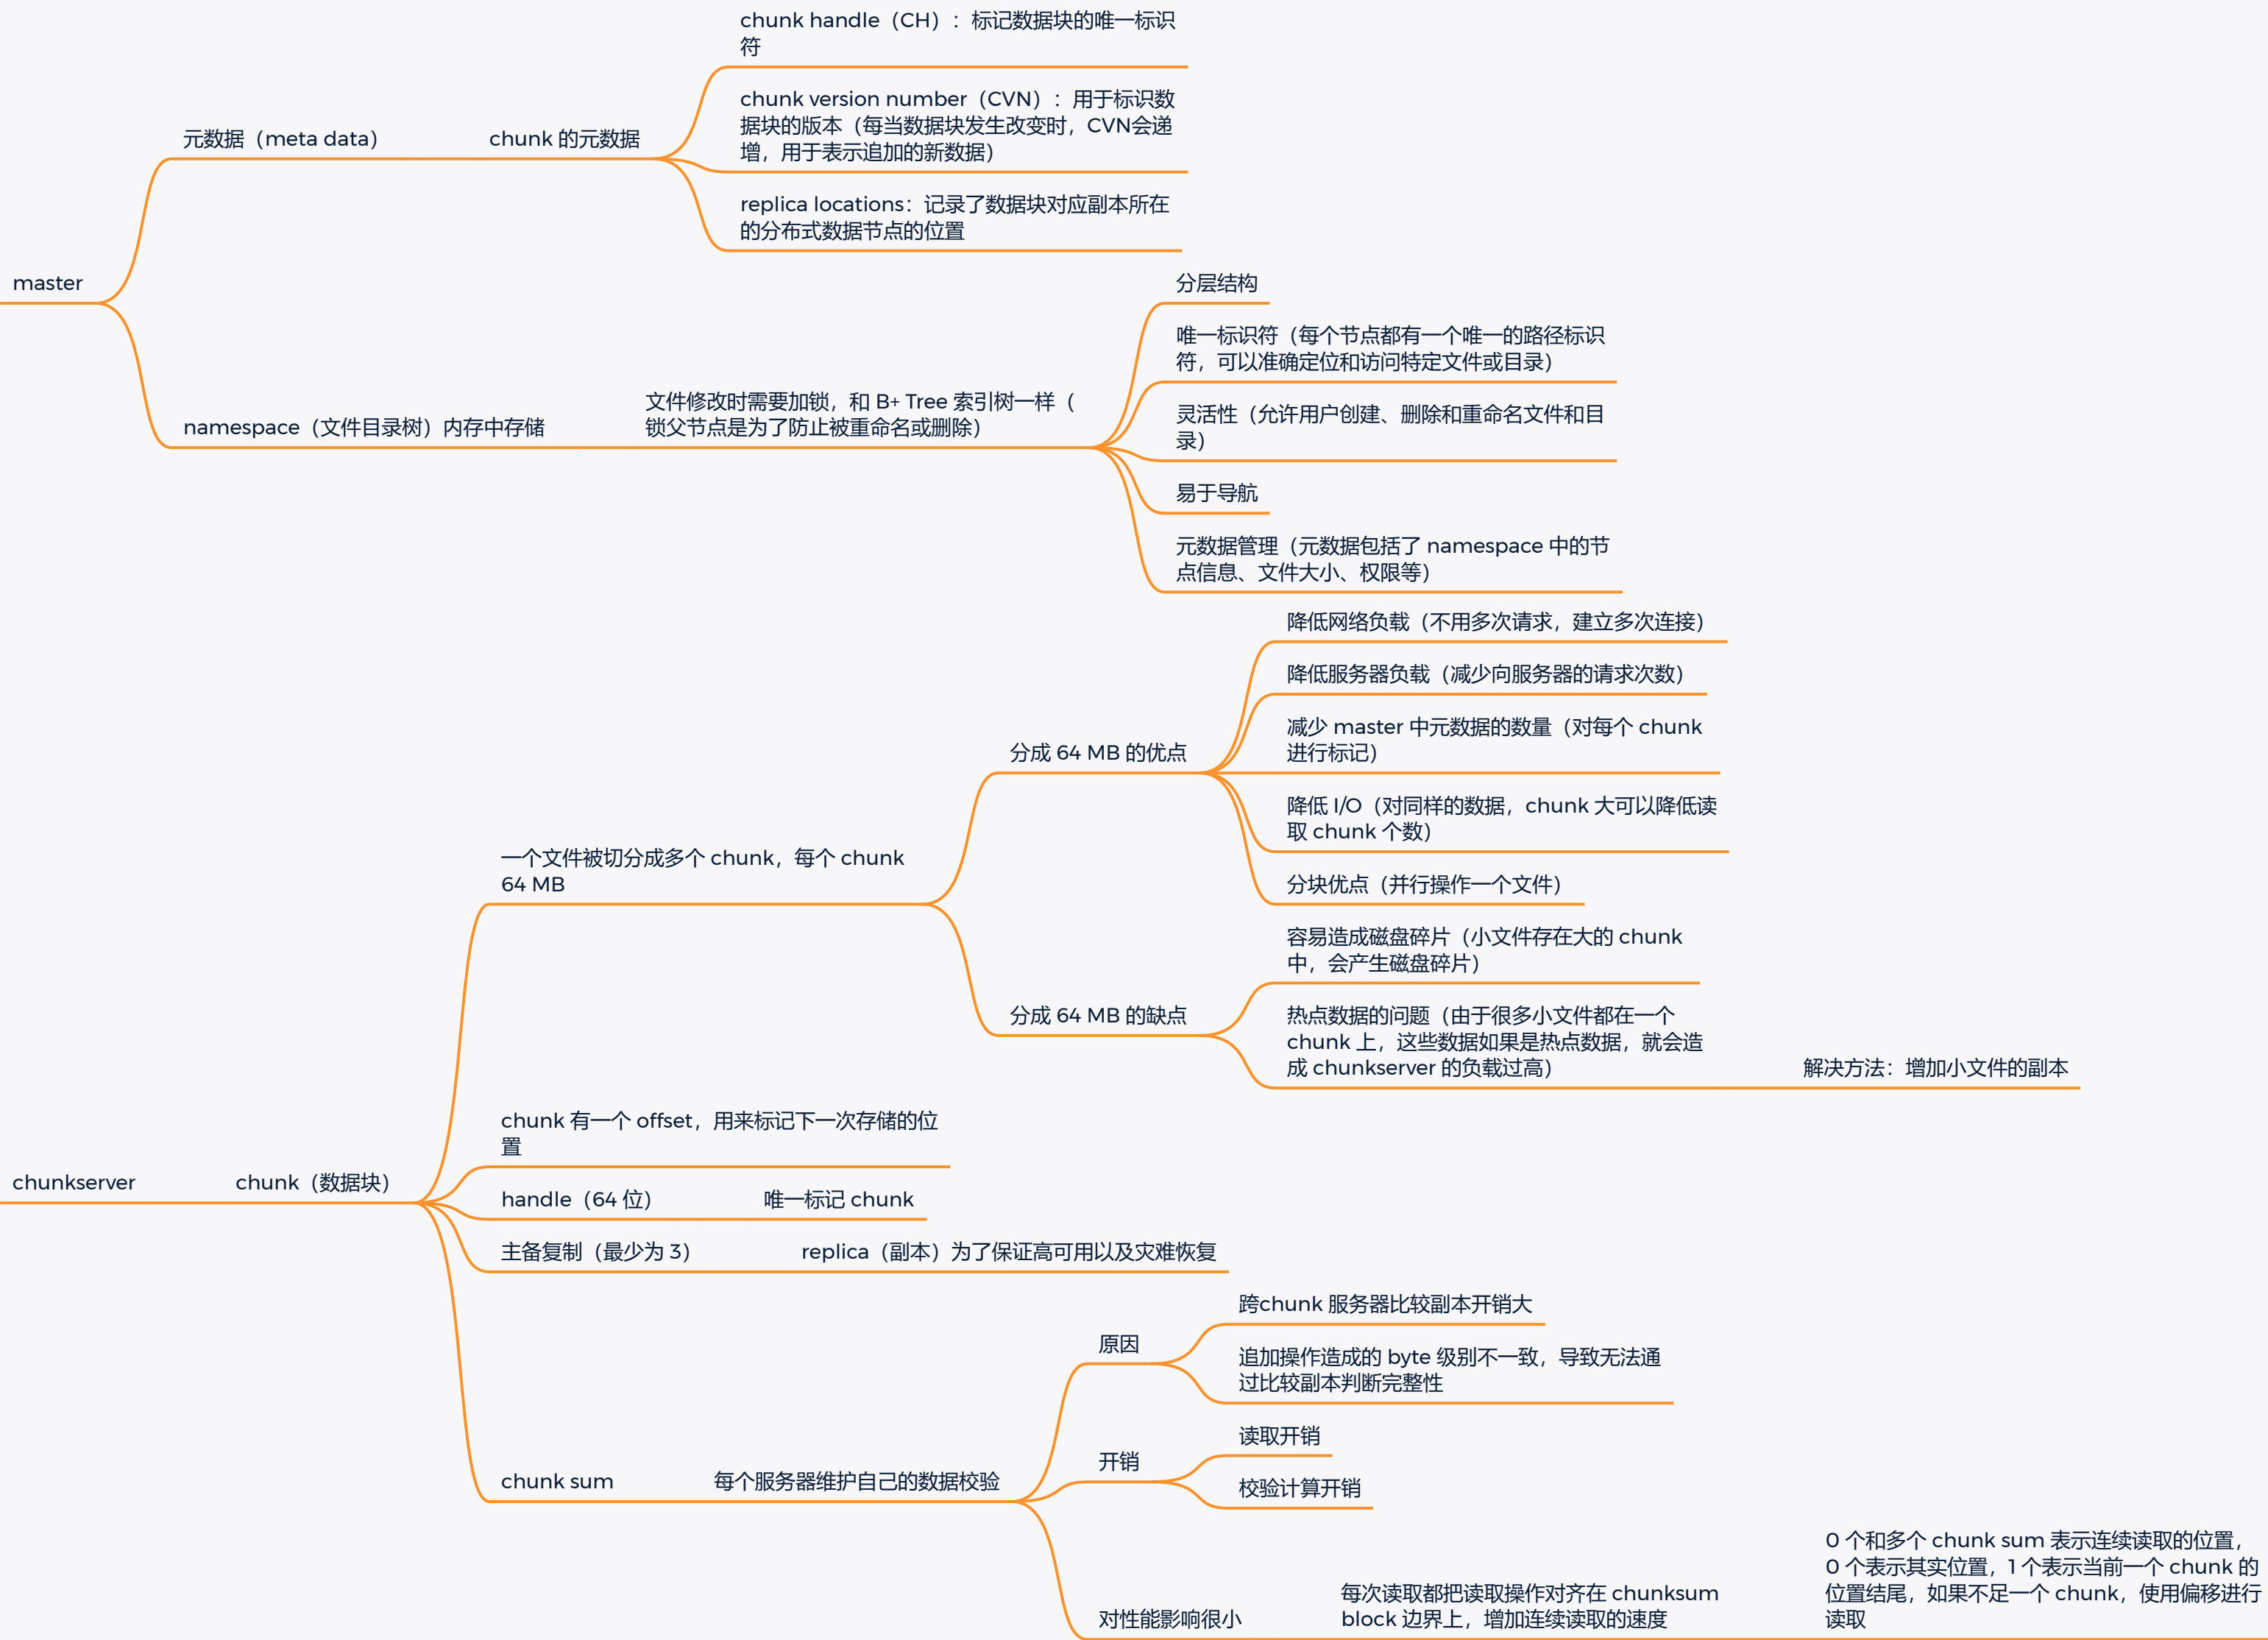 master
元数据（meta data）
chunk 的元数据
chunk handle（CH）：标记数据块的唯一标识
符
chunk version number（CVN）：用于标识数
据块的版本（每当数据块发生改变时，CVN会递
增，用于表示追加的新数据）
replica locations：记录了数据块对应副本所在
的分布式数据节点的位置
namespace（文件目录树）内存中存储
文件修改时需要加锁，和 B+ Tree 索引树一样（
锁父节点是为了防止被重命名或删除）
分层结构
唯一标识符（每个节点都有一个唯一的路径标识
符，可以准确定位和访问特定文件或目录）
灵活性（允许用户创建、删除和重命名文件和目
录）
易于导航
元数据管理（元数据包括了 namespace 中的节
点信息、文件大小、权限等）
chunkserver
chunk（数据块）
一个文件被切分成多个 chunk，每个 chunk
64 MB
分成 64 MB 的优点
降低网络负载（不用多次请求，建立多次连接）
降低服务器负载（减少向服务器的请求次数）
减少 master 中元数据的数量（对每个 chunk
进行标记）
降低 I/O（对同样的数据，chunk 大可以降低读
取 chunk 个数）
分块优点（并行操作一个文件）
分成 64 MB 的缺点
容易造成磁盘碎片（小文件存在大的 chunk
中，会产生磁盘碎片）
热点数据的问题（由于很多小文件都在一个
chunk 上，这些数据如果是热点数据，就会造
成 chunkserver 的负载过高）
解决方法：增加小文件的副本
chunk 有一个 offset，用来标记下一次存储的位
置
handle（64 位）
唯一标记 chunk
主备复制（最少为 3）
replica（副本）为了保证高可用以及灾难恢复
chunk sum
每个服务器维护自己的数据校验
原因
跨chunk 服务器比较副本开销大
追加操作造成的 byte 级别不一致，导致无法通
过比较副本判断完整性
开销
读取开销
校验计算开销
对性能影响很小
每次读取都把读取操作对齐在 chunksum
block 边界上，增加连续读取的速度
0 个和多个 chunk sum 表示连续读取的位置，
0 个表示其实位置，1 个表示当前一个 chunk 的
位置结尾，如果不足一个 chunk，使用偏移进行
读取